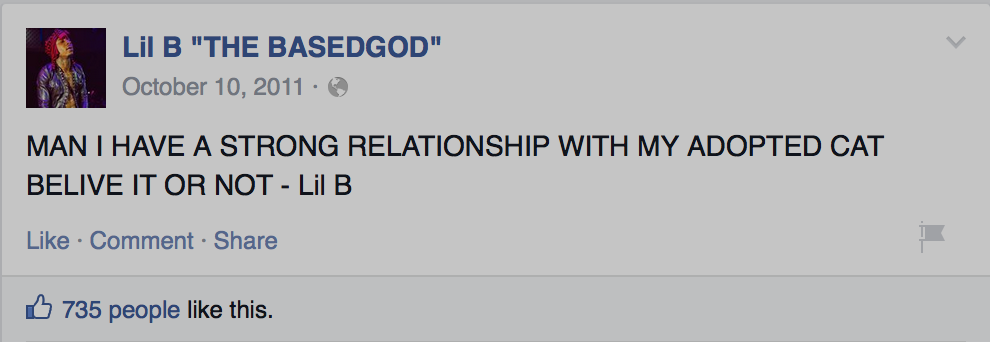 Lil B "THE BASEDGOD"
October 10, 2011 ·
MAN I HAVE A STRONG RELATIONSHIP WITH MY ADOPTED CAT
BELIVE IT OR NOT - Lil B
Like · Comment · Share
735 people like this.